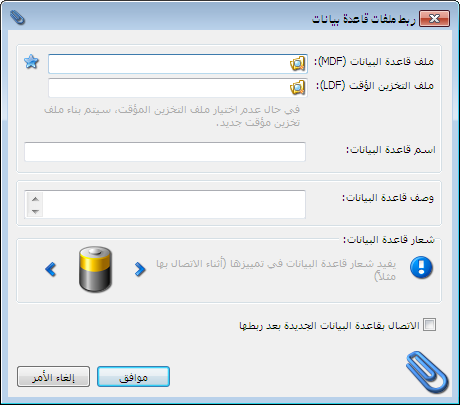 ربط ملفات قاعدة بيانات
ملف قاعدة البيانات (MDF):
ملف التخزين الؤقت (LDF):
في حال عدم اختيار ملف التخزين المؤقت، سيتم بناء ملف
تخزين مؤقت جديد.
اسم قاعدة البيانات:
وصف قاعدة البيانات:
شعار قاعدة البيانات:
يفيد شعار قاعدة البيانات في تمييزها (أثناء الاتصال بها
مثلاً)
الاتصال بقاعدة البيانات الجديدة بعد ربطها
موافق
إلغاء الأمر